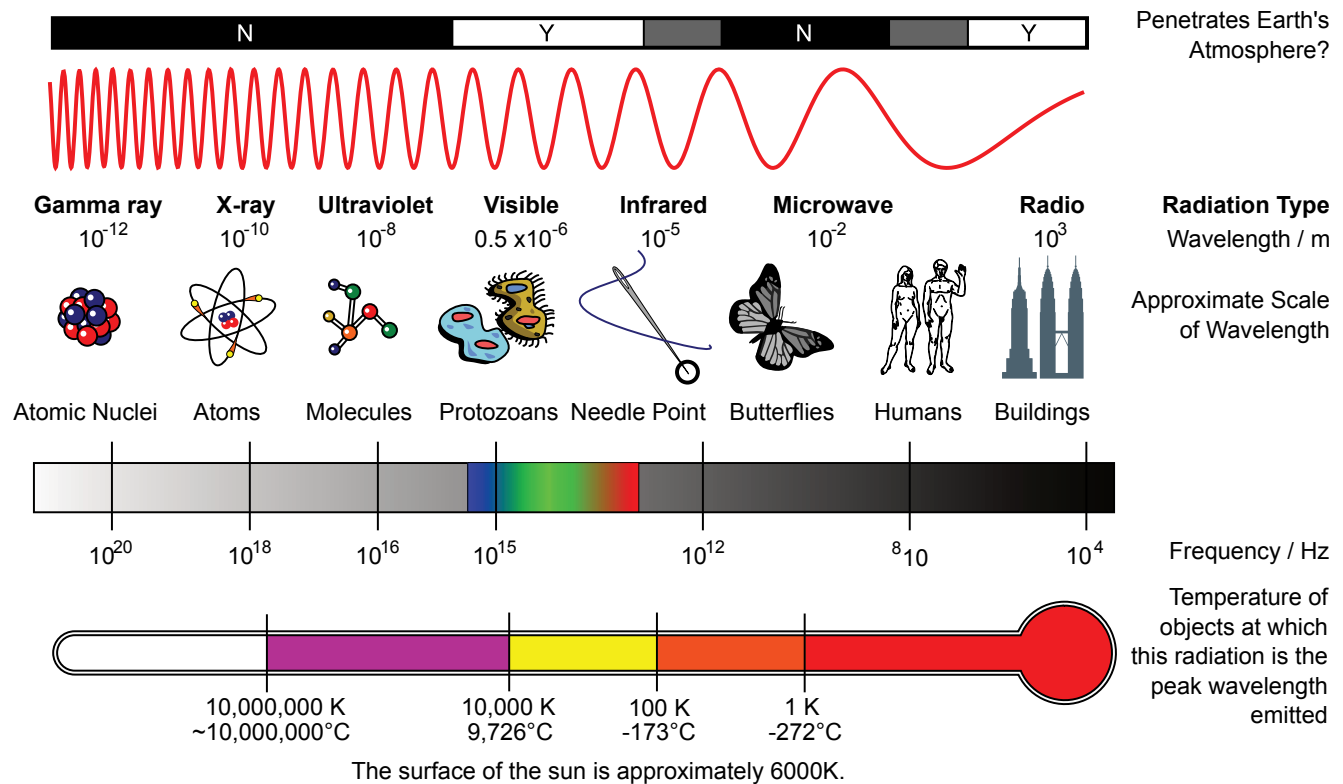 N Y N Y
Penetrates Earth's
Atmosphere?
Gamma ray X-ray Ultraviolet Visible Infrared Microwave Radio Radiation Type
10⁻¹² 10⁻¹⁰ 10⁻⁸ 0.5 x10⁻⁶ 10⁻⁵ 10⁻² 10³ Wavelength / m
Approximate Scale
of Wavelength
Atomic Nuclei Atoms Molecules Protozoans Needle Point Butterflies Humans Buildings
10²⁰ 10¹⁸ 10¹⁶ 10¹⁵ 10¹² ⁸10 10⁴ Frequency / Hz
Temperature of
objects at which
this radiation is the
peak wavelength
emitted
10,000,000 K 10,000 K 100 K 1 K
~10,000,000°C 9,726°C -173°C -272°C
The surface of the sun is approximately 6000K.